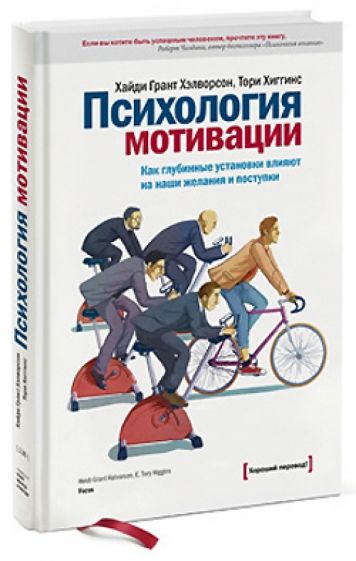 Если вы хотите быть успешным человеком, прочтите эту книгу.
Роберт Чалдини, автор бестселлера «Психология влияния»
Хайди Грант Хэлворсон, Тори Хиггинс
Психология
мотивации
Как глубинные установки влияют
на наши желания и поступки
Heidi Grant Halvorson, E. Tory Higgins
Focus
[ Хороший перевод! ]
Хайди Грант Хэлворсон
Тори Хиггинс
Психология мотивации